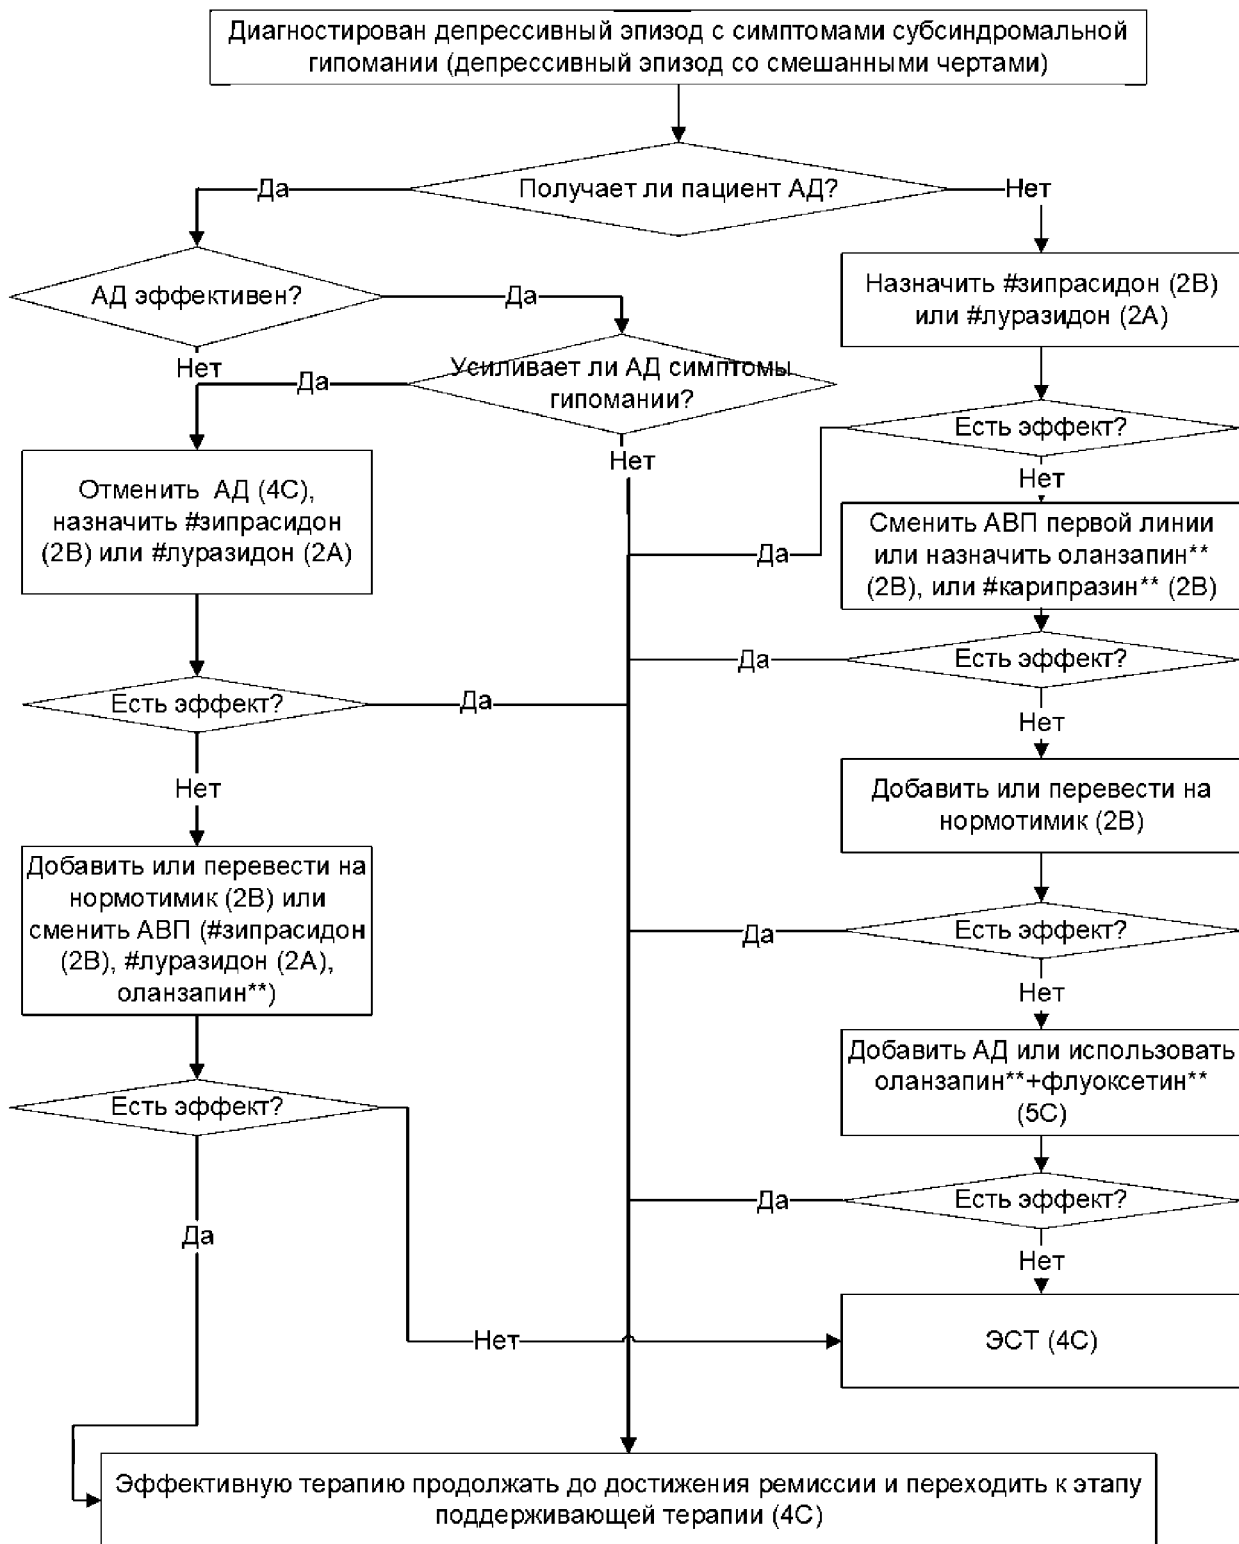 Диагностирован депрессивный эпизод с симптомами субсиндромальной
гипомании (депрессивный эпизод со смешанными чертами)
Получает ли пациент АД?
Да
Нет
АД эффективен?
Да
Нет
Назначить #зипрасидон (2В)
или #луразидон (2А)
Усиливает ли АД симптомы
гипомании?
Да
Нет
Есть эффект?
Да
Нет
Отменить АД (4С),
назначить #зипрасидон
(2В) или #луразидон (2А)
Сменить АВП первой линии
или назначить оланзапин**
(2В), или #карипразин** (2В)
Есть эффект?
Да
Нет
Есть эффект?
Да
Нет
Добавить или перевести на
нормотимик (2В)
Добавить или перевести на
нормотимик (2В) или
сменить АВП (#зипрасидон
(2В), #луразидон (2А),
оланзапин**)
Есть эффект?
Да
Нет
Добавить АД или использовать
оланзапин**+флуоксетин**
(5С)
Есть эффект?
Да
Нет
Есть эффект?
Да
Нет
ЭСТ (4С)
Эффективную терапию продолжать до достижения ремиссии и переходить к этапу
поддерживающей терапии (4С)